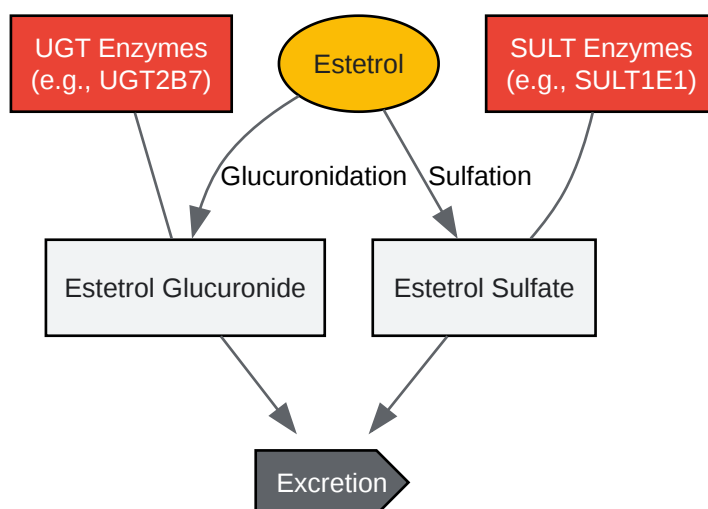 UGT Enzymes
(e.g., UGT2B7)
Estetrol
SULT Enzymes
(e.g., SULT1E1)
Glucuronidation
Sulfation
Estetrol Glucuronide
Estetrol Sulfate
Excretion